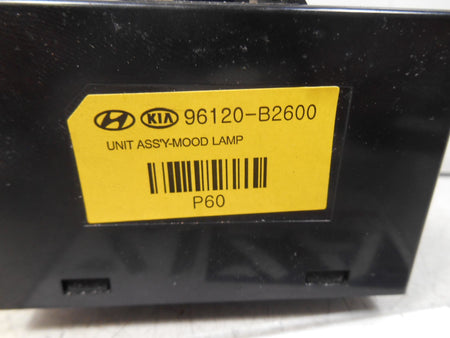 KIA 96120-B2600
UNIT ASS'Y-MOOD LAMP
P60